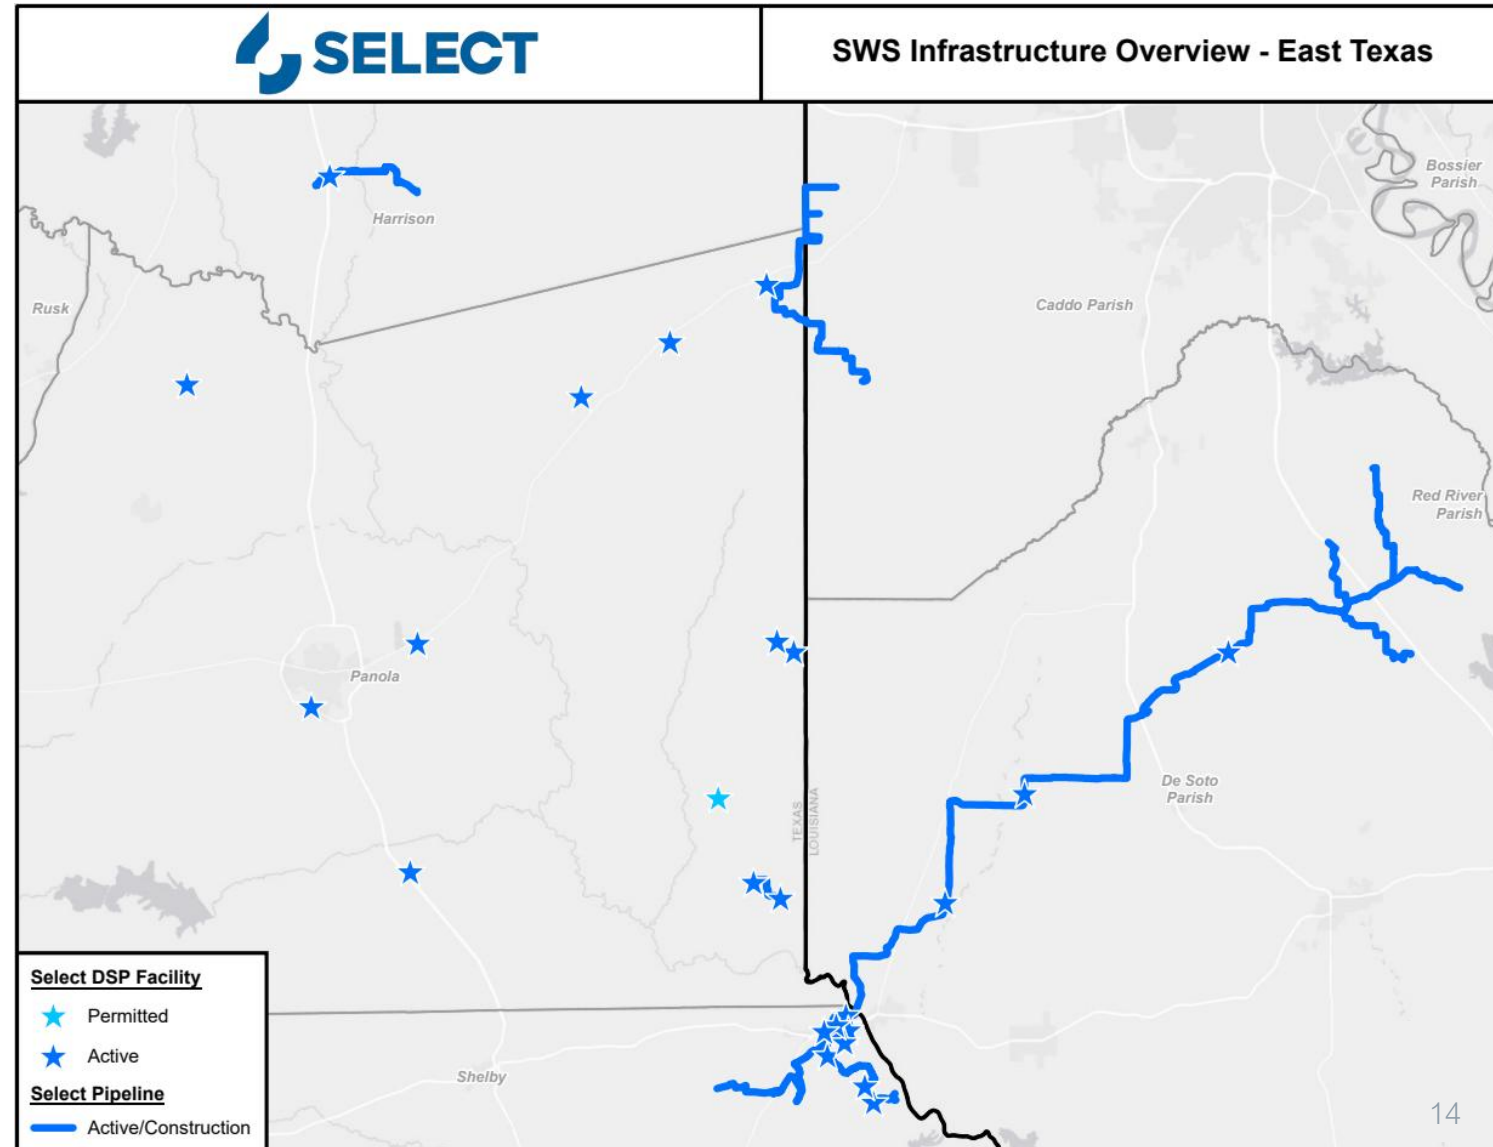 SELECT
SWS Infrastructure Overview - East Texas
Bossier
Parish
Harrison
Rusk
Caddo Parish
Red River
Parish
Panola
De Soto
Parish
TEXAS
LOUISIANA
Select DSP Facility
Permitted
Active
Select Pipeline
Active/Construction
Shelby
14